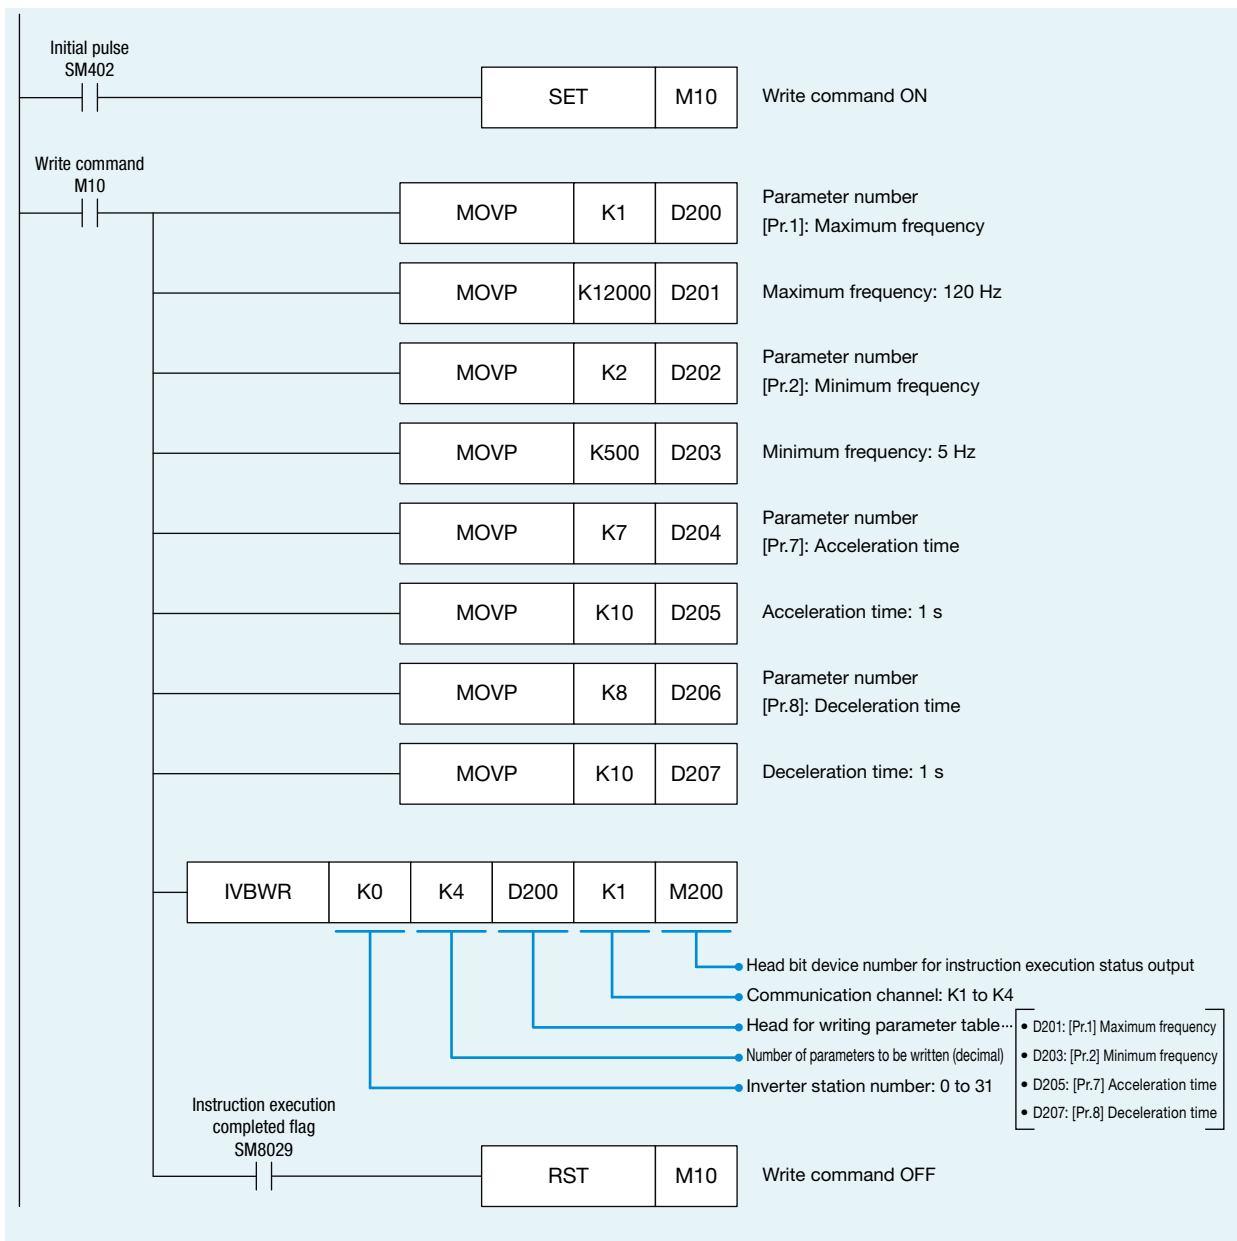 Initial pulse
SM402
SET M10 Write command ON
Write command
M10
MOVP K1 D200
Parameter number
[Pr.1]: Maximum frequency
MOVP K12000 D201 Maximum frequency: 120 Hz
MOVP K2 D202
Parameter number
[Pr.2]: Minimum frequency
MOVP K500 D203 Minimum frequency: 5 Hz
MOVP K7 D204
Parameter number
[Pr.7]: Acceleration time
MOVP K10 D205 Acceleration time: 1 s
MOVP K8 D206
Parameter number
[Pr.8]: Deceleration time
MOVP K10 D207 Deceleration time: 1 s
IVBWR K0 K4 D200 K1 M200
Head bit device number for instruction execution status output
Communication channel: K1 to K4
Head for writing parameter table··· • D201: [Pr.1] Maximum frequency
Number of parameters to be written (decimal) • D203: [Pr.2] Minimum frequency
Inverter station number: 0 to 31 • D205: [Pr.7] Acceleration time
• D207: [Pr.8] Deceleration time
Instruction execution
completed flag
SM8029
RST M10 Write command OFF